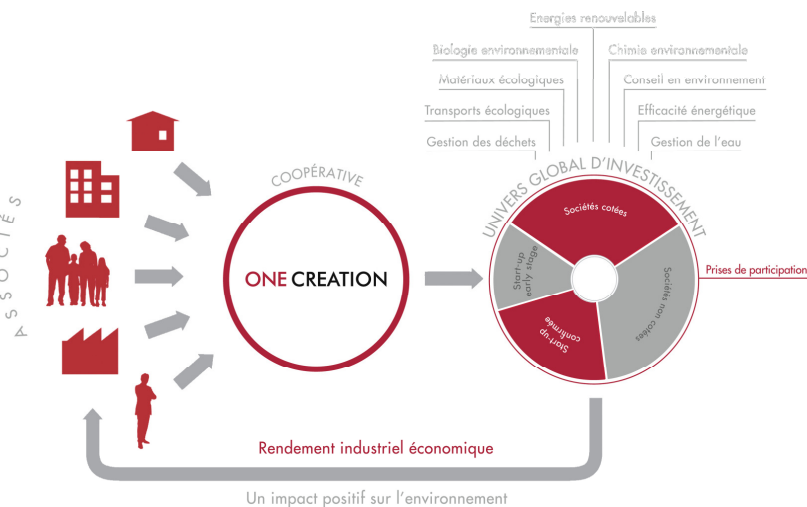 Energies renouvelables
Biologie environnementale
Chimie environnementale
Matériaux écologiques
Conseil en environnement
Transports écologiques
Efficacité énergétique
Gestion des déchets
Gestion de l'eau
ASSOCIÉS
COOPÉRATIVE
ONE CREATION
UNIVERS GLOBAL D'INVESTISSEMENT
Sociétés cotées
Start-up
early stage
Sociétés non cotées
Start-up
confirmée
Prises de participation
Rendement industriel économique
Un impact positif sur l'environnement